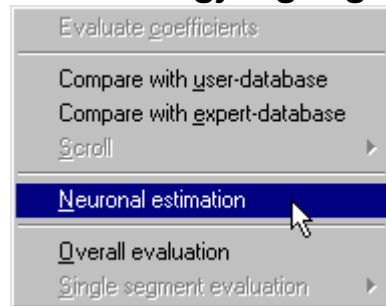 Evaluate coefficients
Compare with user-database
Compare with expert-database
Scroll
Neuronal estimation
Overall evaluation
Single segment evaluation